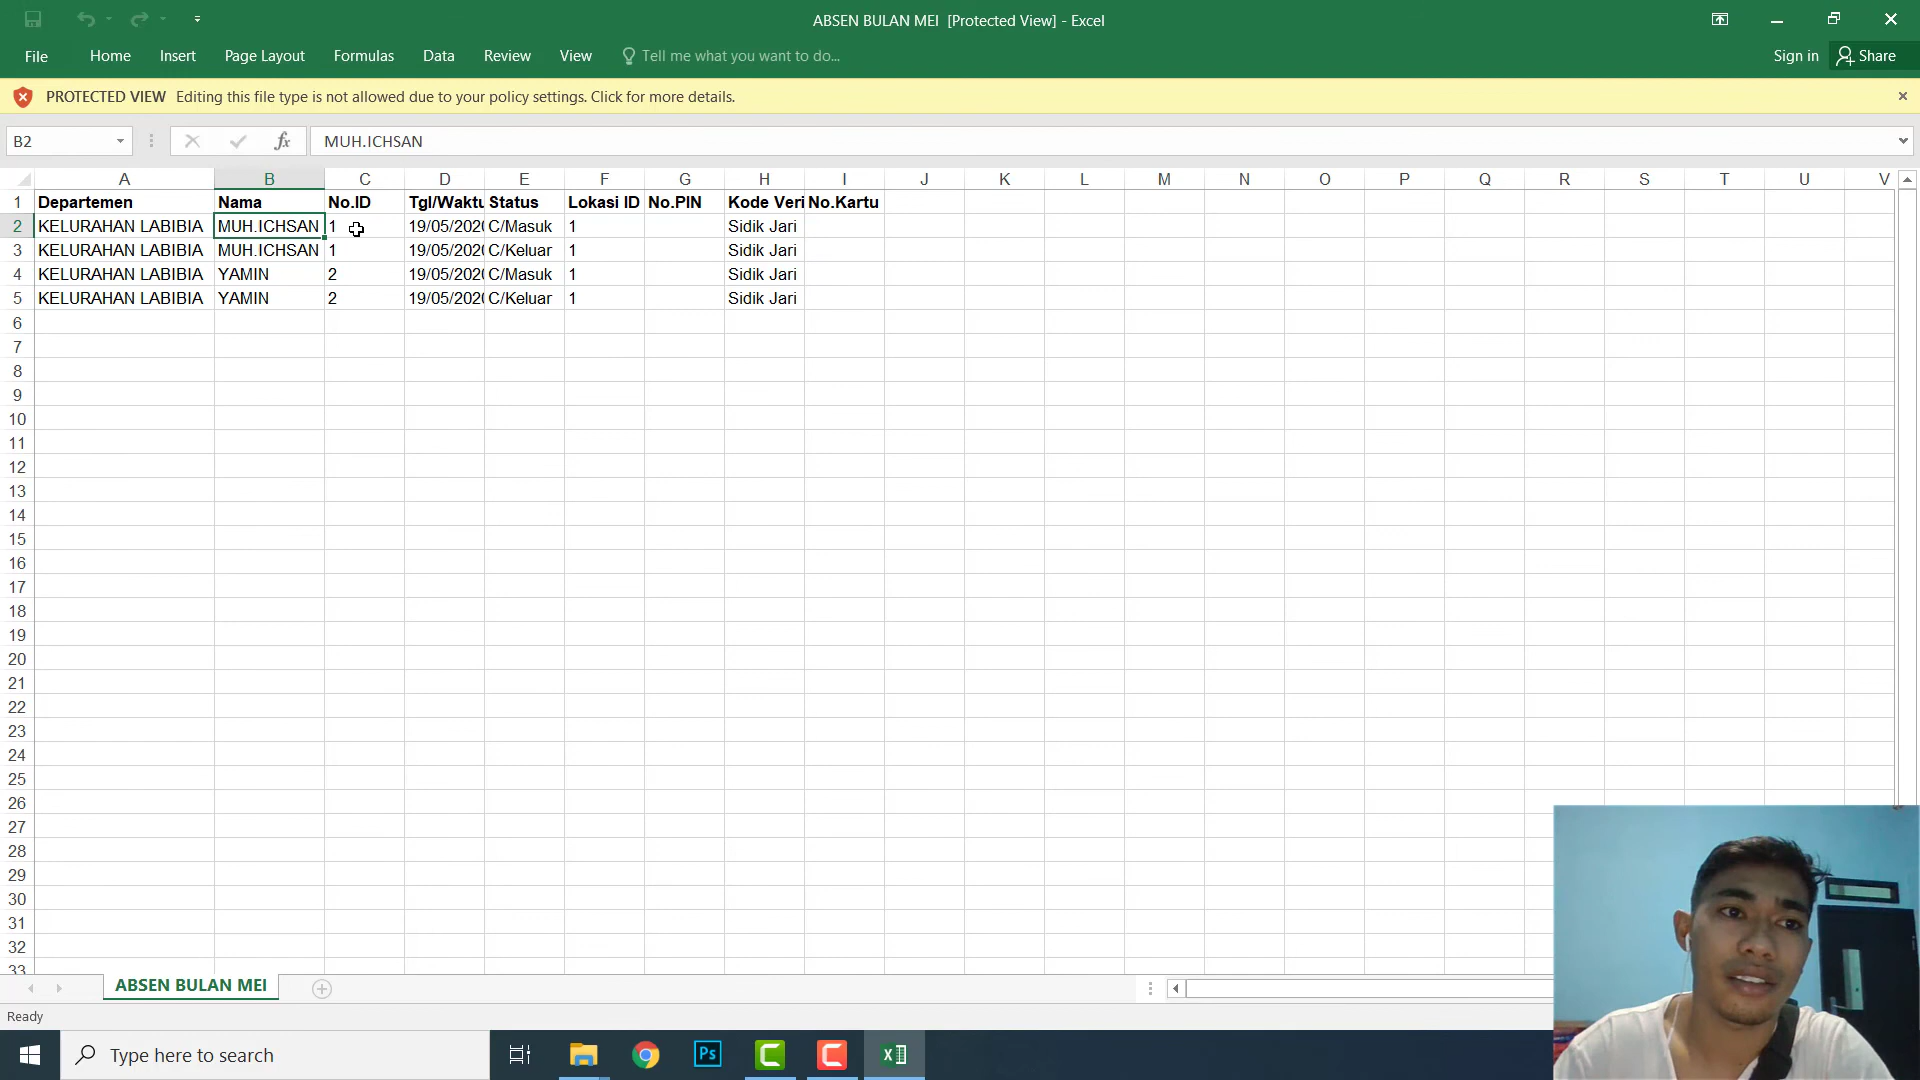 ABSEN BULAN MEI [Protected View] - Excel
File Home Insert Page Layout Formulas Data Review View Tell me what you want to do... Sign in Share
PROTECTED VIEW Editing this file type is not allowed due to your policy settings. Click for more details.
B2 fx MUH.ICHSAN
A B C D E F G H I J K L M N O P Q R S T U V
1 Departemen Nama No.ID Tgl/Waktu Status Lokasi ID No.PIN Kode Veri No.Kartu
2 KELURAHAN LABIBIA MUH.ICHSAN 1 19/05/2020 C/Masuk 1 Sidik Jari
3 KELURAHAN LABIBIA MUH.ICHSAN 1 19/05/2020 C/Keluar 1 Sidik Jari
4 KELURAHAN LABIBIA YAMIN 2 19/05/2020 C/Masuk 1 Sidik Jari
5 KELURAHAN LABIBIA YAMIN 2 19/05/2020 C/Keluar 1 Sidik Jari
6
7
8
9
10
11
12
13
14
15
16
17
18
19
20
21
22
23
24
25
26
27
28
29
30
31
32
33
ABSEN BULAN MEI
Ready
Type here to search
Ps